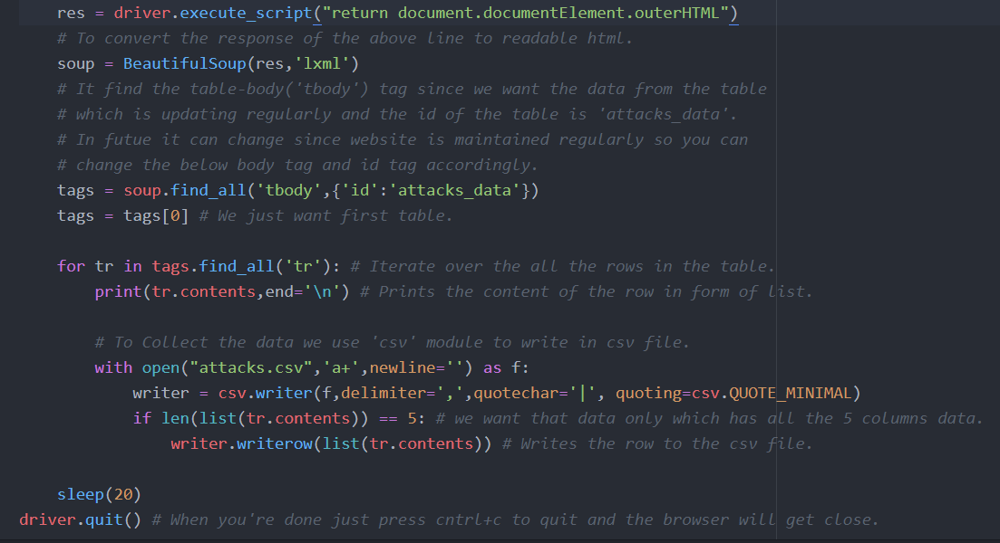 res = driver.execute_script("return document.documentElement.outerHTML")
# To convert the response of the above line to readable html.
soup = BeautifulSoup(res,'lxml')
# It find the table-body('tbody') tag since we want the data from the table
# which is updating regularly and the id of the table is 'attacks_data'.
# In futue it can change since website is maintained regularly so you can
# change the below body tag and id tag accordingly.
tags = soup.find_all('tbody',{'id':'attacks_data'})
tags = tags[0] # We just want first table.
for tr in tags.find_all('tr'): # Iterate over the all the rows in the table.
print(tr.contents,end='\n') # Prints the content of the row in form of list.
# To Collect the data we use 'csv' module to write in csv file.
with open("attacks.csv",'a+',newline='') as f:
writer = csv.writer(f,delimiter=',',quotechar='|', quoting=csv.QUOTE_MINIMAL)
if len(list(tr.contents)) == 5: # we want that data only which has all the 5 columns data.
writer.writerow(list(tr.contents)) # Writes the row to the csv file.
sleep(20)
driver.quit() # When you're done just press cntrl+c to quit and the browser will get close.